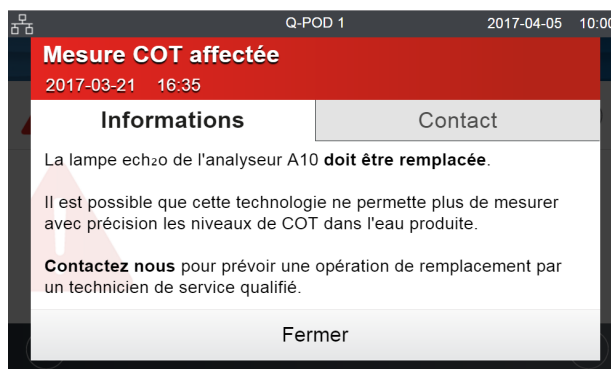 Q-POD 1 2017-04-05 10:00
Mesure COT affectée
2017-03-21 16:35
Informations Contact
La lampe ech₂o de l'analyseur A10 doit être remplacée.
Il est possible que cette technologie ne permette plus de mesurer
avec précision les niveaux de COT dans l'eau produite.
Contactez nous pour prévoir une opération de remplacement par
un technicien de service qualifié.
Fermer